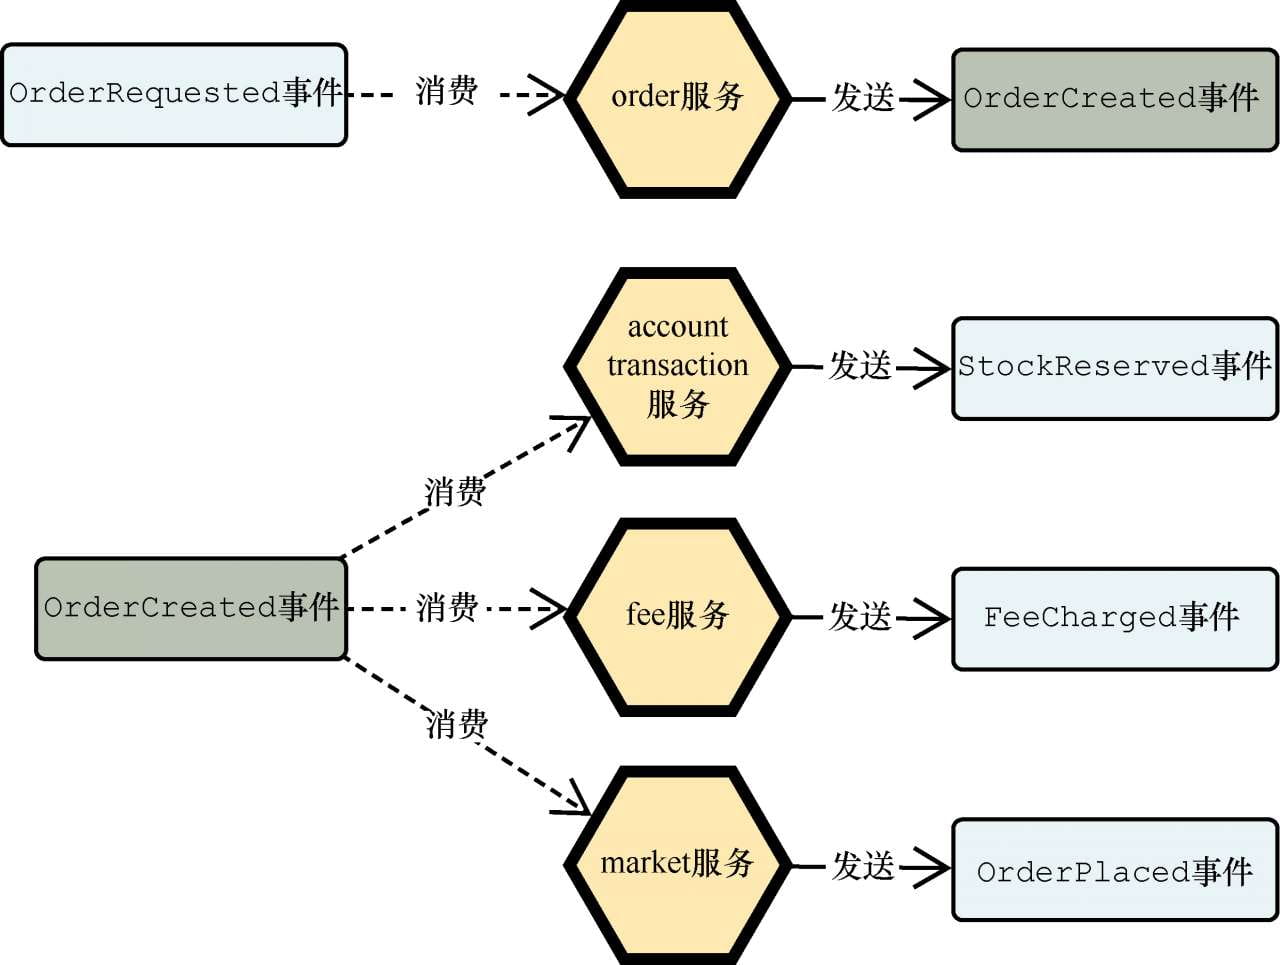 OrderRequested事件
消费
order服务
发送
OrderCreated事件
account
transaction
服务
发送
StockReserved事件
消费
OrderCreated事件
消费
fee服务
发送
FeeCharged事件
消费
market服务
发送
OrderPlaced事件